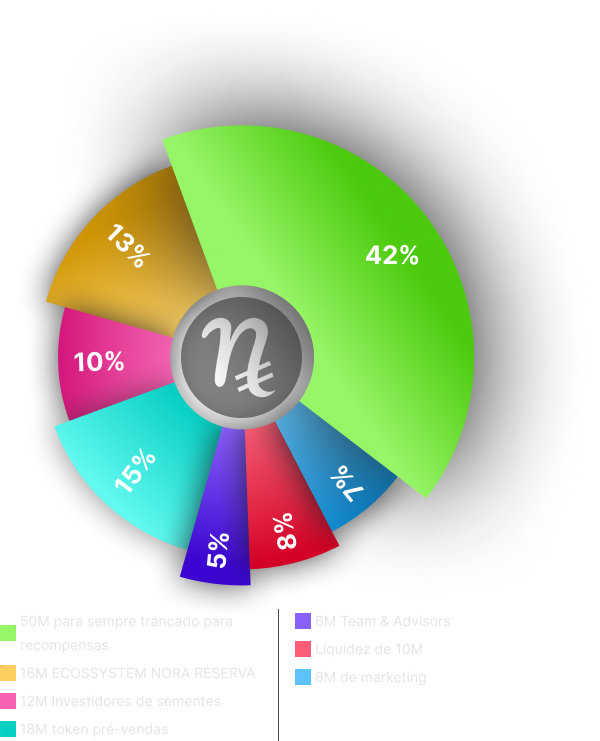 42%
13%
10%
15%
7%
8%
5%
50M para sempre trancado para
recompensas
16M ECOSSYSTEM NORA RESERVA
12M Investidores de sementes
18M token pré-vendas
6M Team & Advisors
Liquidez de 10M
8M de marketing